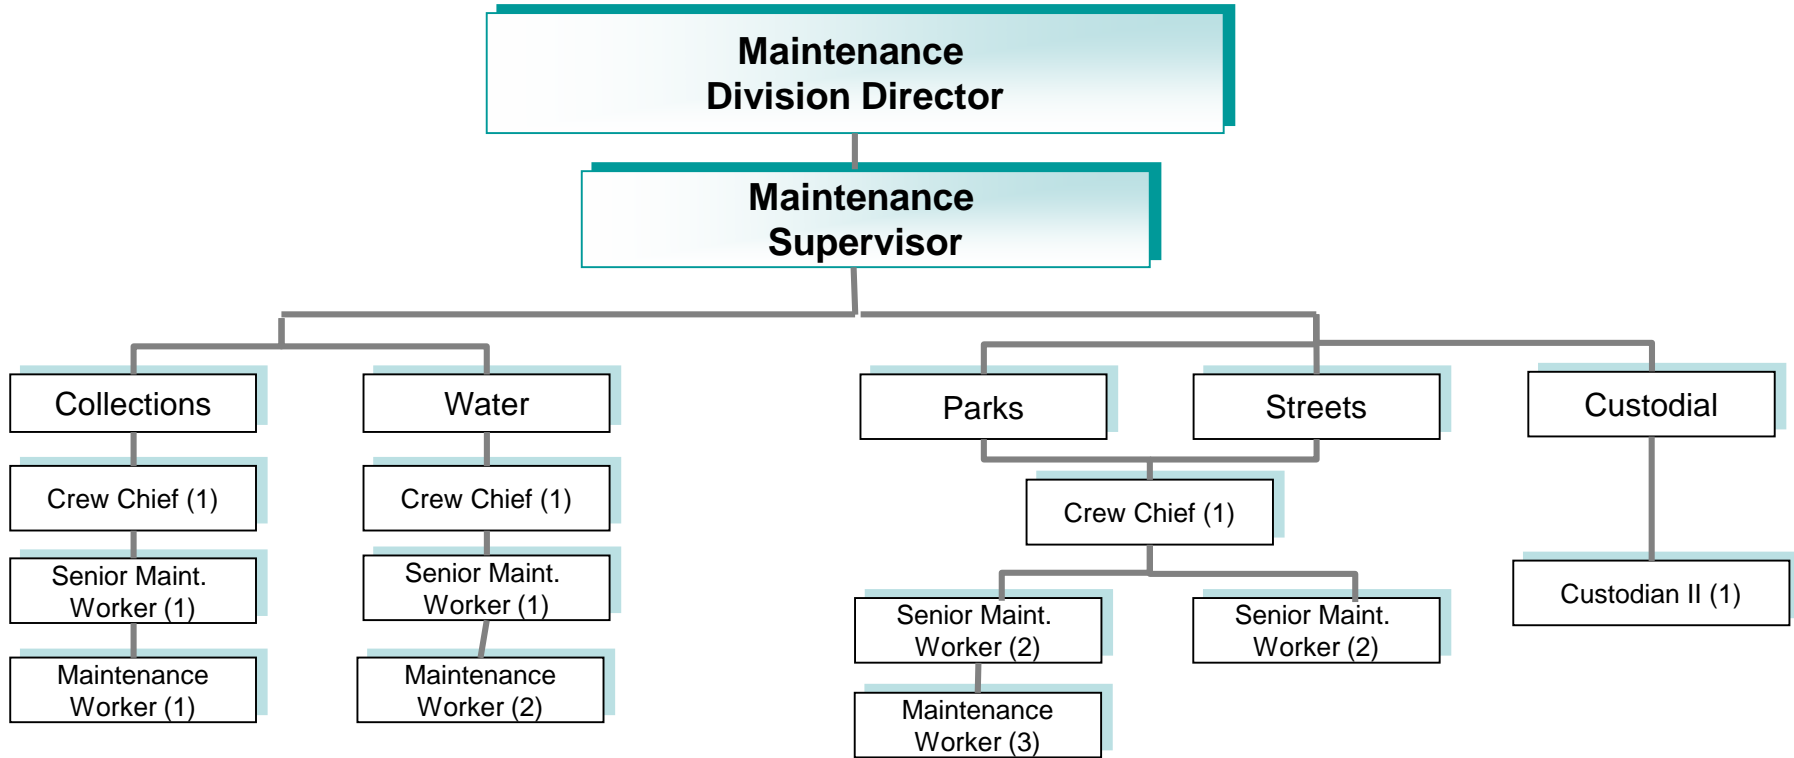 Maintenance
Division Director
Maintenance
Supervisor
Collections
Water
Parks
Streets
Custodial
Crew Chief (1)
Crew Chief (1)
Crew Chief (1)
Senior Maint.
Worker (1)
Senior Maint.
Worker (1)
Senior Maint.
Worker (2)
Senior Maint.
Worker (2)
Custodian II (1)
Maintenance
Worker (1)
Maintenance
Worker (2)
Maintenance
Worker (3)